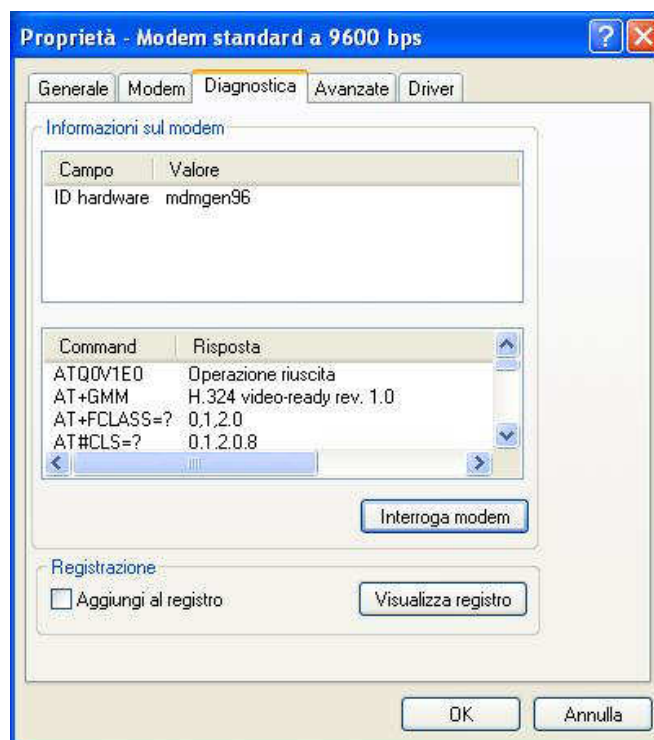 Proprietà - Modem standard a 9600 bps
Generale Modem Diagnostica Avanzate Driver
Informazioni sul modem
Campo Valore
ID hardware mdmgen96
Command Risposta
ATQ0V1E0 Operazione riuscita
AT+GMM H.324 video-ready rev. 1.0
AT+FCLASS=? 0,1,2.0
AT#CLS=? 0,1,2.0,8
Interroga modem
Registrazione
Aggiungi al registro Visualizza registro
OK Annulla